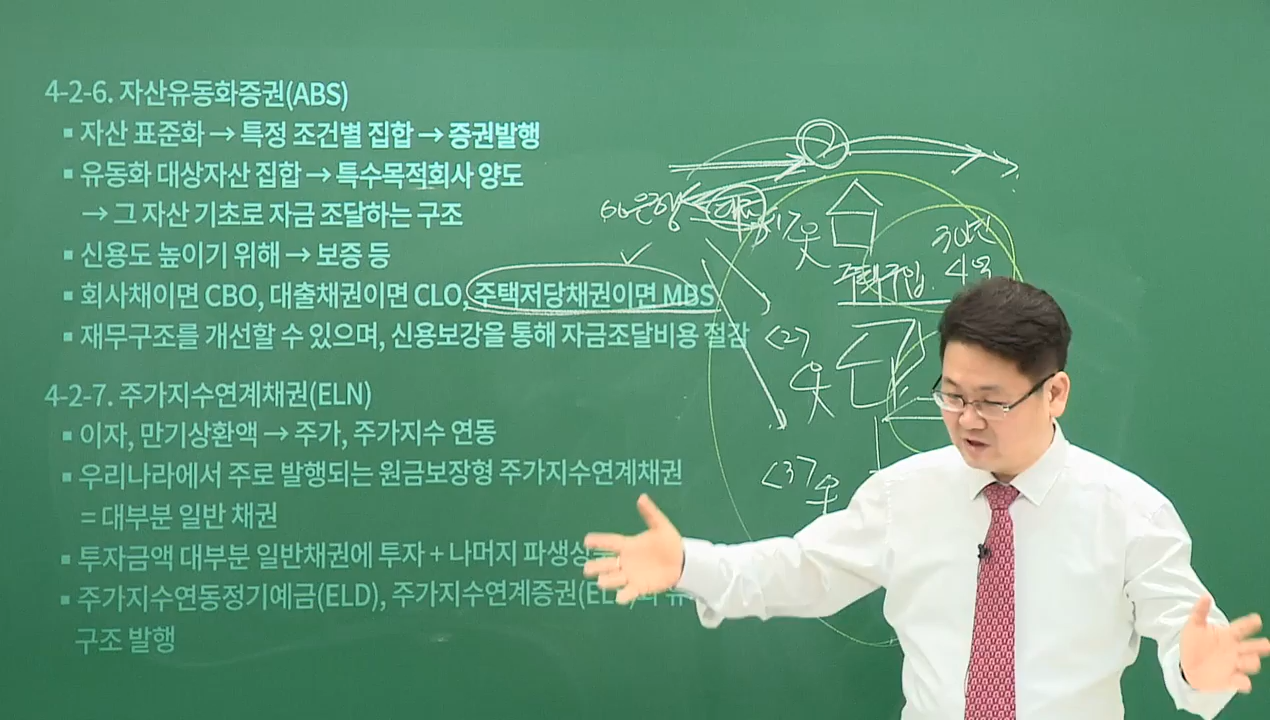 4-2-6. 자산유동화증권(ABS)
▪ 자산 표준화 → 특정 조건별 집합 → 증권발행
▪ 유동화 대상자산 집합 → 특수목적회사 양도
→ 그 자산 기초로 자금 조달하는 구조
▪ 신용도 높이기 위해 → 보증 등
▪ 회사채이면 CBO, 대출채권이면 CLO, 주택저당채권이면 MBS
▪ 재무구조를 개선할 수 있으며, 신용보강을 통해 자금조달비용 절감
4-2-7. 주가지수연계채권(ELN)
▪ 이자, 만기상환액 → 주가, 주가지수 연동
▪ 우리나라에서 주로 발행되는 원금보장형 주가지수연계채권
= 대부분 일반 채권
▪ 투자금액 대부분 일반채권에 투자 + 나머지 파생상
▪ 주가지수연동정기예금(ELD), 주가지수연계증권(EL
구조 발행
은행
30년
주택구입 4억
<27
<37